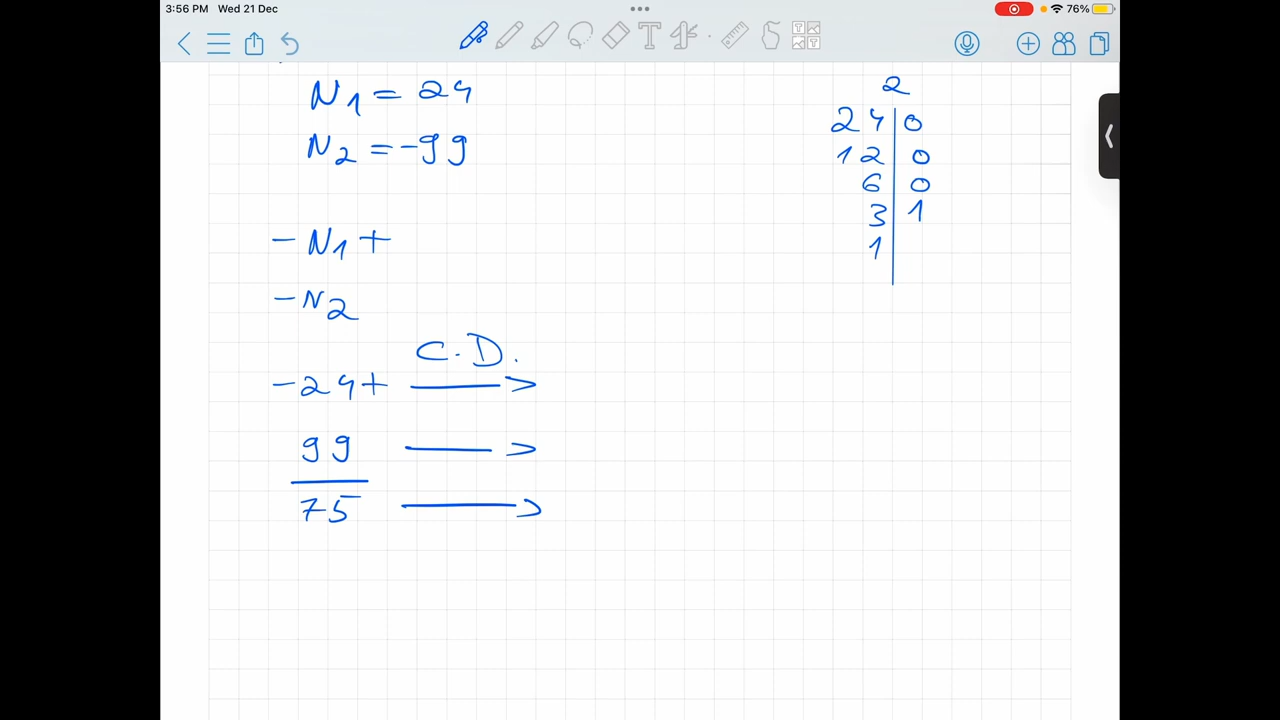 3:56 PM Wed 21 Dec
76%
N1 = 24
N2 = -99
-N1 +
-N2
C.D.
-24+
99
75
2
24 0
12 0
6 0
3 1
1